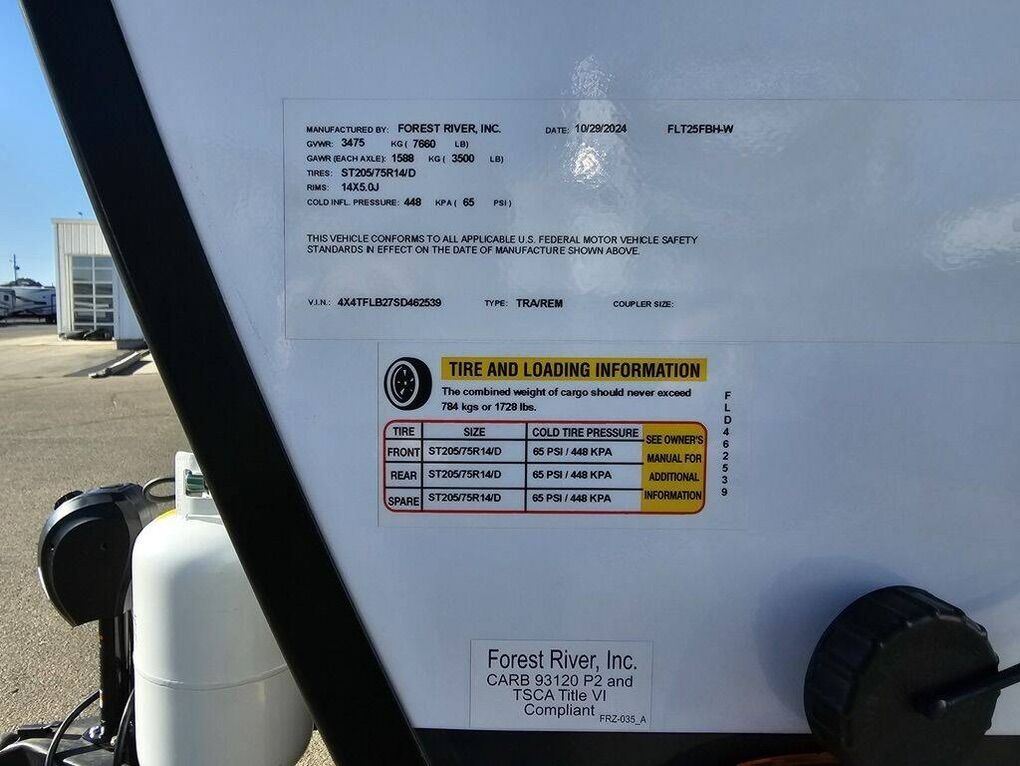 MANUFACTURED BY: FOREST RIVER, INC. DATE: 10/29/2024 FLT25FBH-W
GVWR: 3475 KG ( 7660 LB)
GAWR (EACH AXLE): 1588 KG ( 3500 LB)
TIRES: ST205/75R14/D
RIMS: 14X5.0J
COLD INFL. PRESSURE: 448 KPA ( 65 PSI )
THIS VEHICLE CONFORMS TO ALL APPLICABLE U.S. FEDERAL MOTOR VEHICLE SAFETY
STANDARDS IN EFFECT ON THE DATE OF MANUFACTURE SHOWN ABOVE.
V.I.N.: 4X4TFLB27SD462539 TYPE: TRA/REM COUPLER SIZE:
TIRE AND LOADING INFORMATION
The combined weight of cargo should never exceed
784 kgs or 1728 lbs.
TIRE SIZE COLD TIRE PRESSURE
FRONT ST205/75R14/D 65 PSI / 448 KPA
REAR ST205/75R14/D 65 PSI / 448 KPA
SPARE ST205/75R14/D 65 PSI / 448 KPA
SEE OWNER'S
MANUAL FOR
ADDITIONAL
INFORMATION
FLD462539
Forest River, Inc.
CARB 93120 P2 and
TSCA Title VI
Compliant
FRZ-035_A